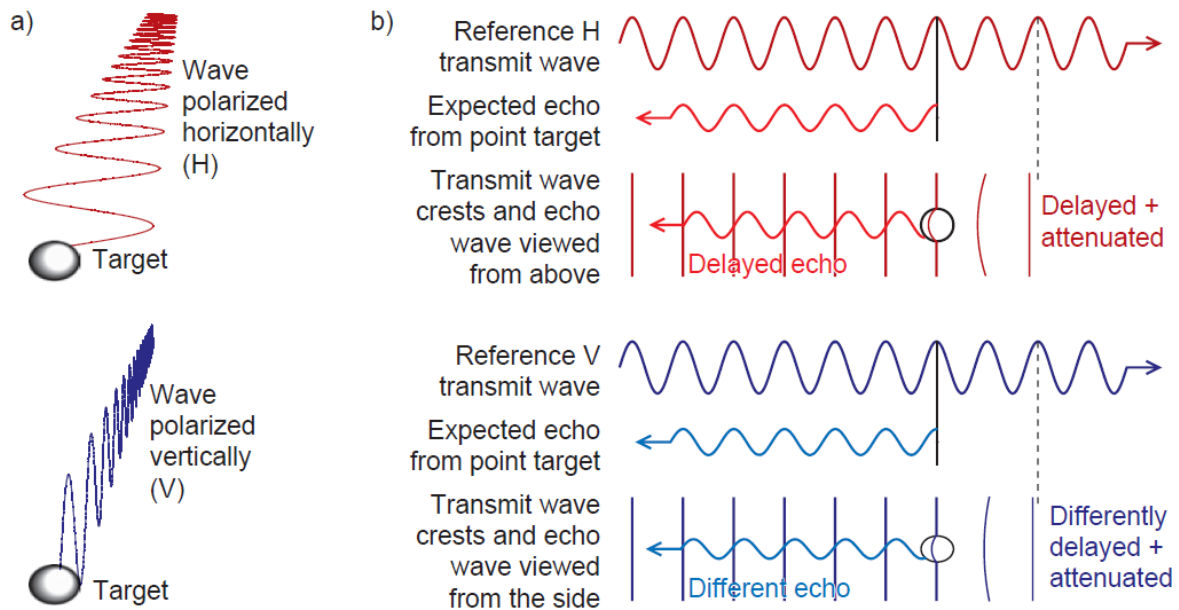 a)
Wave
polarized
horizontally
(H)
Target
Wave
polarized
vertically
(V)
Target
b)
Reference H
transmit wave
Expected echo
from point target
Transmit wave
crests and echo
wave viewed
from above
Delayed echo
Delayed +
attenuated
Reference V
transmit wave
Expected echo
from point target
Transmit wave
crests and echo
wave viewed
from the side
Different echo
Differently
delayed +
attenuated